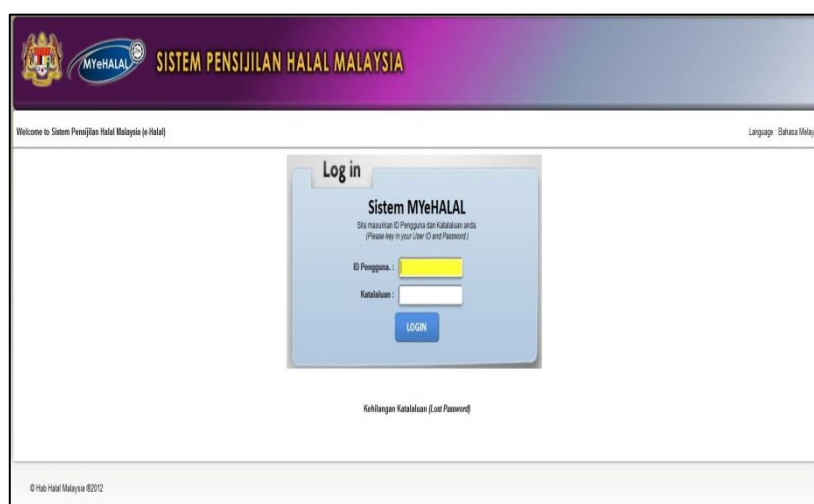 MYeHALAL
SISTEM PENSIJILAN HALAL MALAYSIA
Welcome to Sistem Pensijilan Halal Malaysia (e-Halal)
Language : Bahasa Melay
Log in
Sistem MYeHALAL
Sila masukkan ID Pengguna dan Katalaluan anda.
(Please key in your User ID and Password.)
ID Pengguna. :
Katalaluan :
LOGIN
Kehilangan Katalaluan (Lost Password)
© Hab Halal Malaysia ®2012